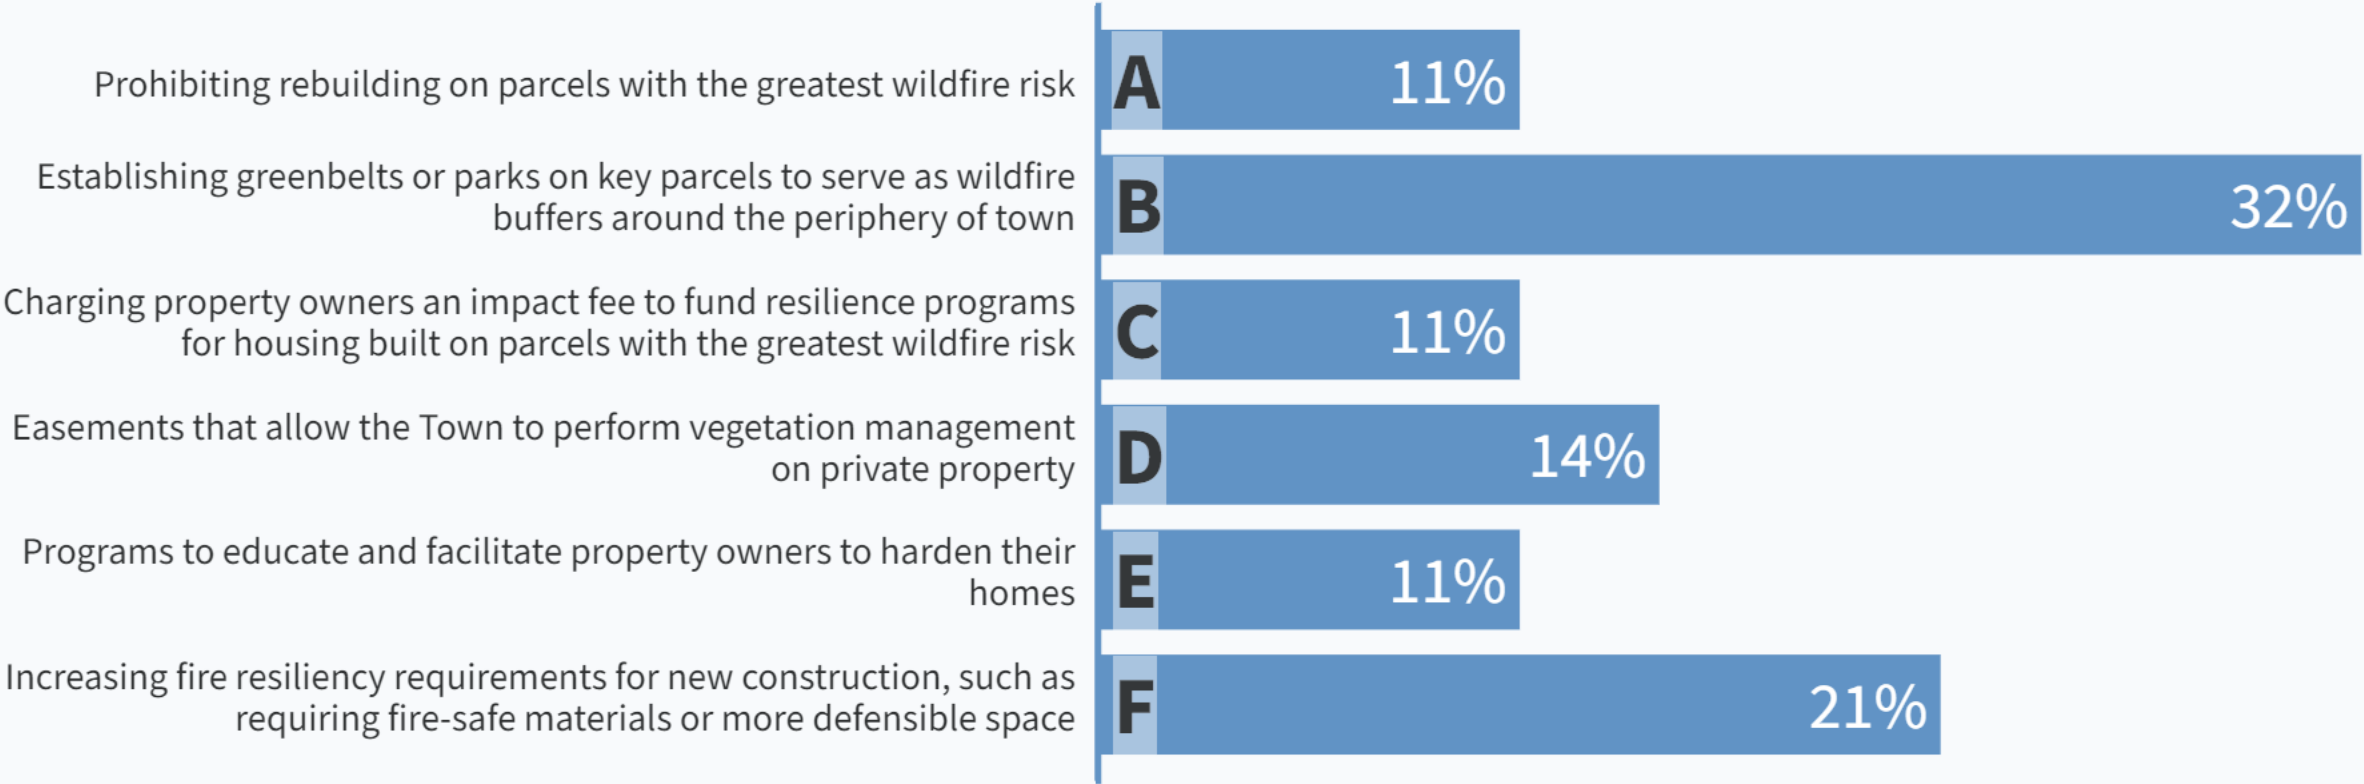 Prohibiting rebuilding on parcels with the greatest wildfire risk
A
11%
Establishing greenbelts or parks on key parcels to serve as wildfire
buffers around the periphery of town
B
32%
Charging property owners an impact fee to fund resilience programs
for housing built on parcels with the greatest wildfire risk
C
11%
Easements that allow the Town to perform vegetation management
on private property
D
14%
Programs to educate and facilitate property owners to harden their
homes
E
11%
Increasing fire resiliency requirements for new construction, such as
requiring fire-safe materials or more defensible space
F
21%